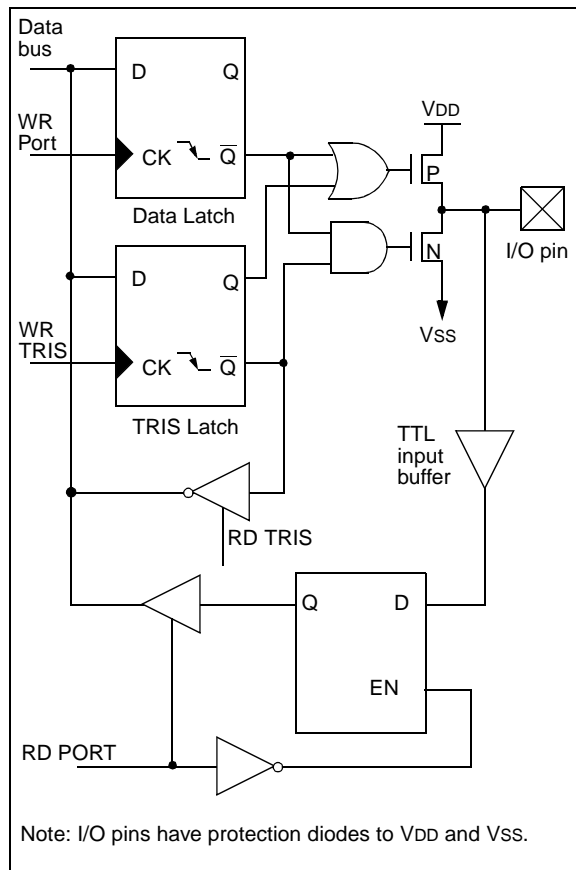 Data
bus
D Q
WR
Port
CK Q
VDD
P
Data Latch
N
I/O pin
D Q
VSS
WR
TRIS
CK Q
TRIS Latch
TTL
input
buffer
RD TRIS
Q D
EN
RD PORT
Note: I/O pins have protection diodes to VDD and VSS.